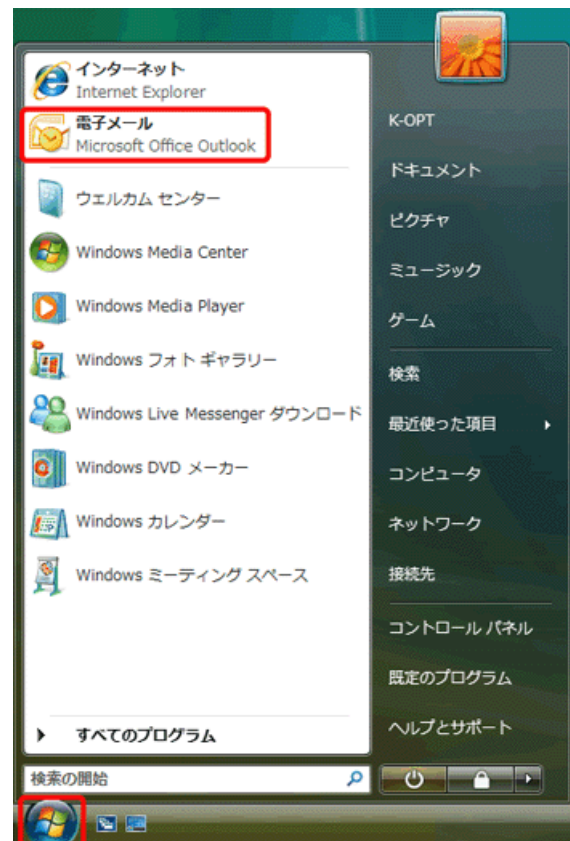 インターネット
Internet Explorer
電子メール
Microsoft Office Outlook
ウェルカム センター
Windows Media Center
Windows Media Player
Windows フォト ギャラリー
Windows Live Messenger ダウンロード
Windows DVD メーカー
Windows カレンダー
Windows ミーティング スペース
すべてのプログラム
検索の開始
K-OPT
ドキュメント
ピクチャ
ミュージック
ゲーム
検索
最近使った項目
コンピュータ
ネットワーク
接続先
コントロール パネル
既定のプログラム
ヘルプとサポート